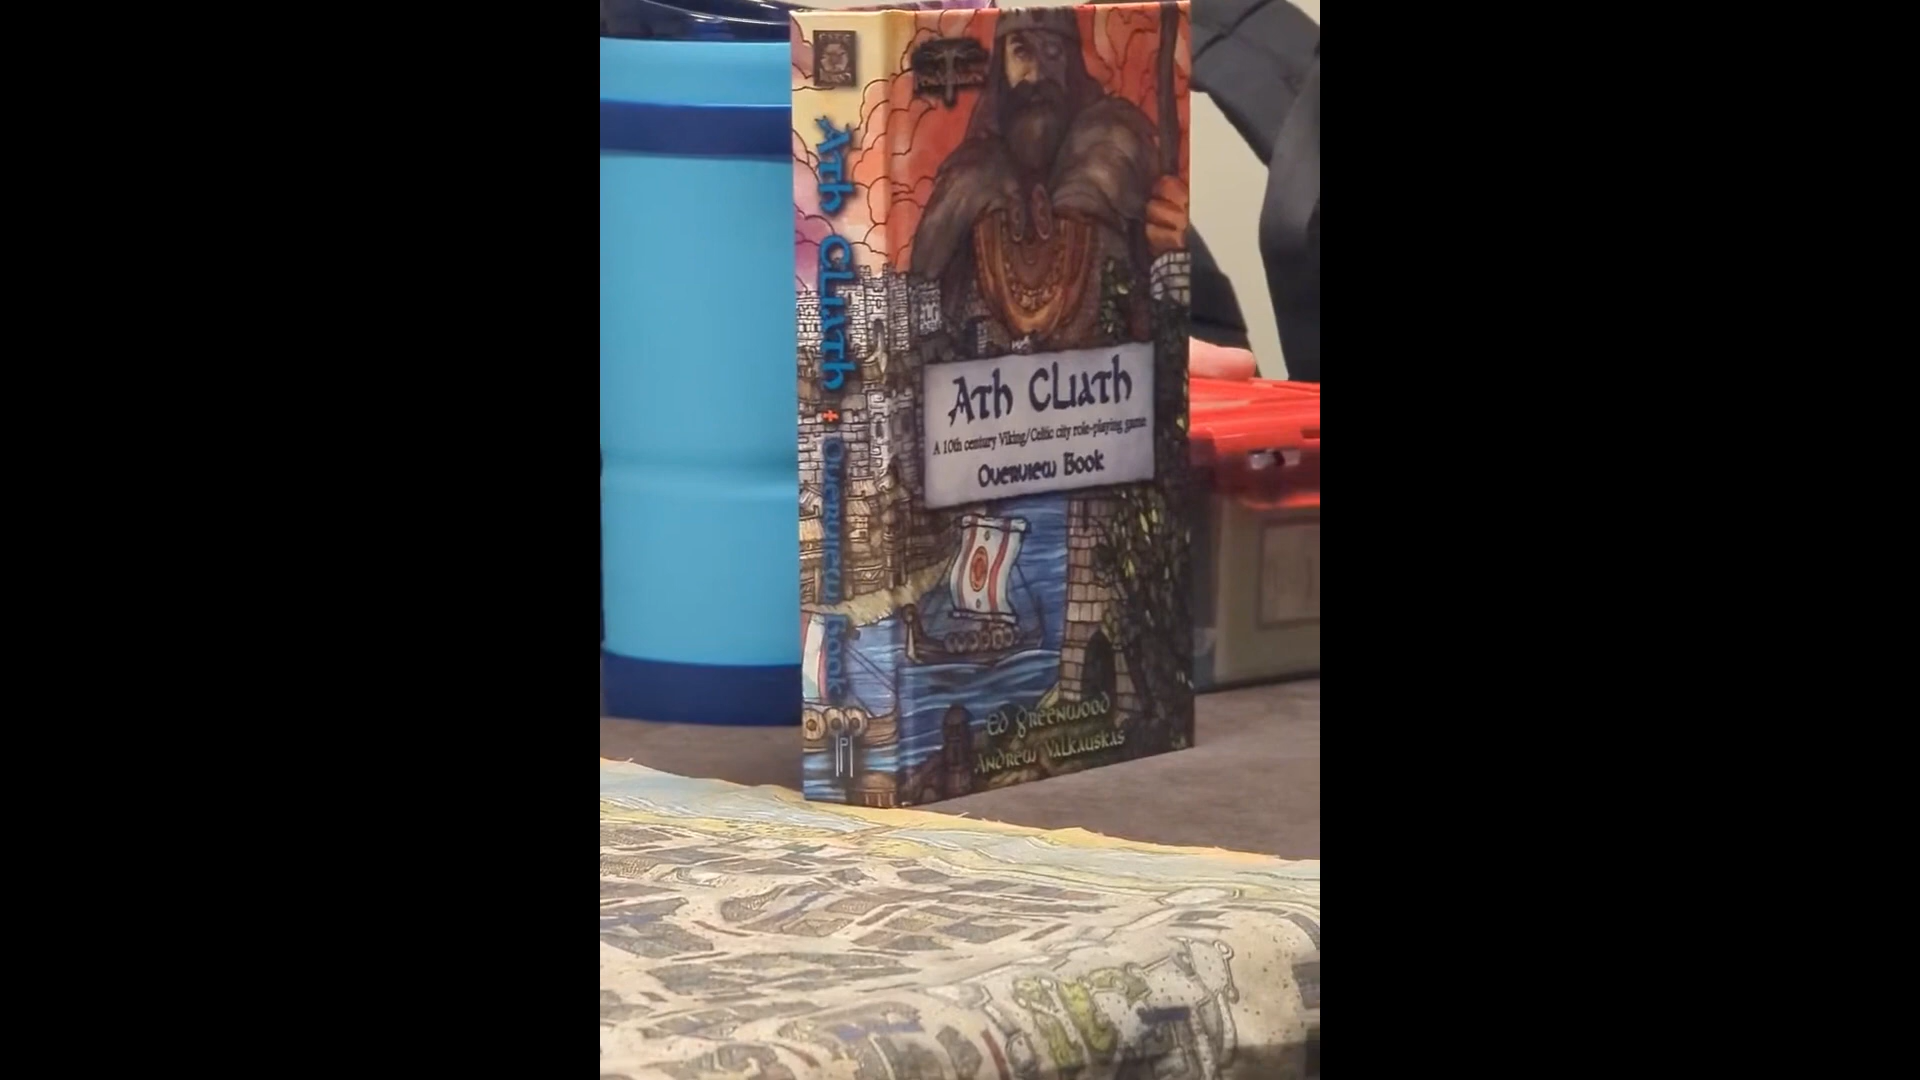 Ath Cliath + Overview Book
Ath Cliath
A 10th century Viking/Celtic city role-playing game
Overview Book
Ed Greenwood
Andrew Valkauskas